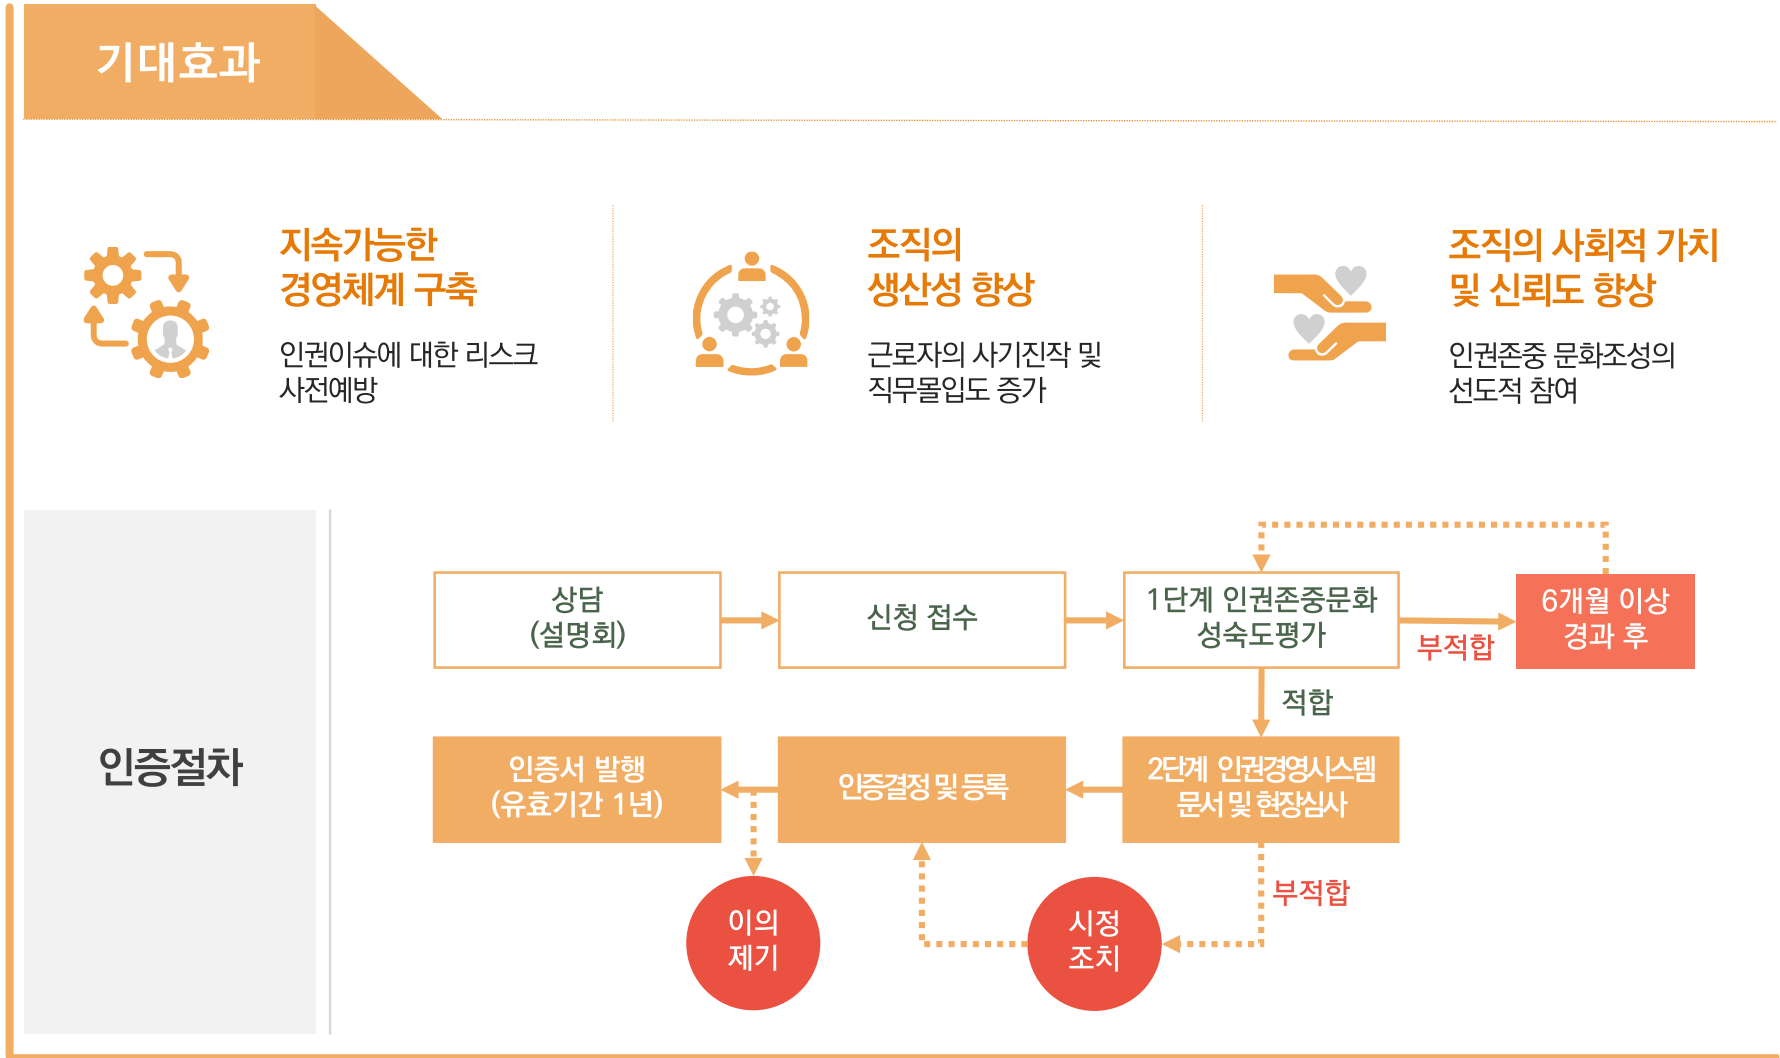 기대효과
지속가능한
경영체계 구축
인권이슈에 대한 리스크
사전예방
조직의
생산성 향상
근로자의 사기진작 및
직무몰입도 증가
조직의 사회적 가치
및 신뢰도 향상
인권존중 문화조성의
선도적 참여
인증절차
상담
(설명회)
신청 접수
1단계 인권존중문화
성숙도평가
부적합
6개월 이상
경과 후
적합
2단계 인권경영시스템
문서 및 현장심사
인증결정 및 등록
인증서 발행
(유효기간 1년)
부적합
시정
조치
이의
제기